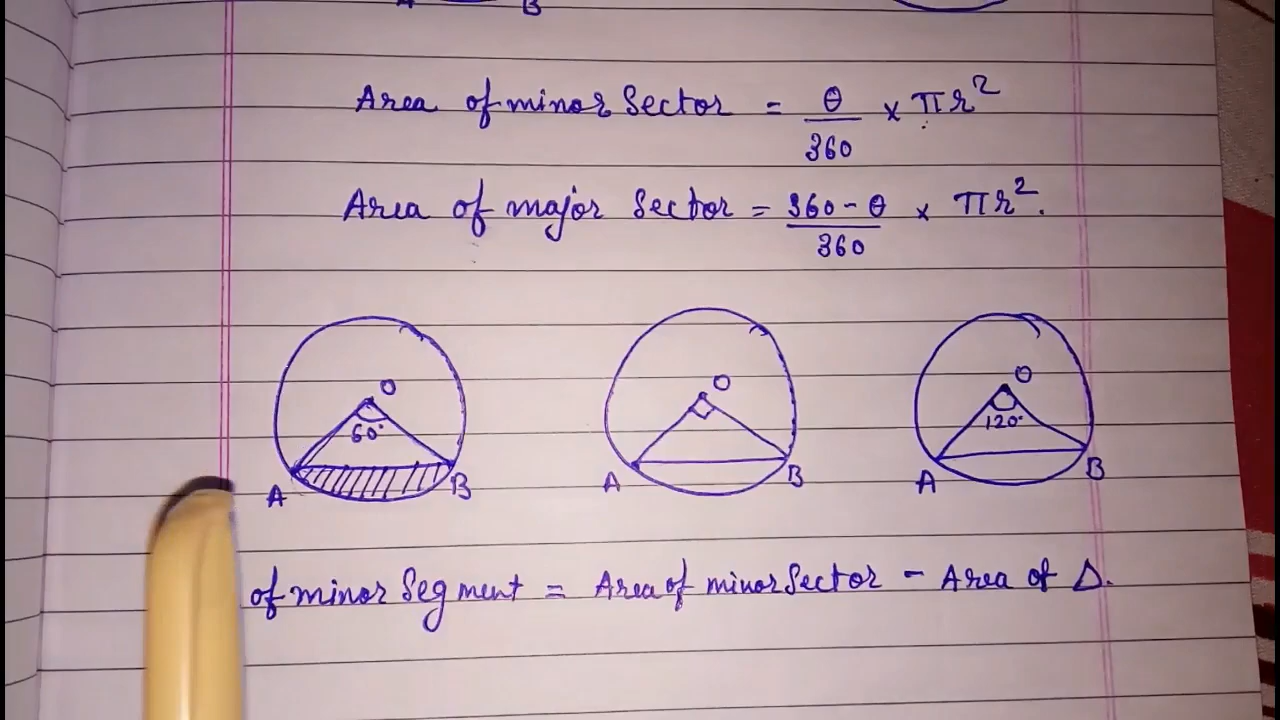 A B
Area of minor Sector = θ/360 × πr²
Area of major Sector = 360 - θ/360 × πr².
O O O
60° 120°
A B A B A B
of minor Segment = Area of minor Sector - Area of Δ.